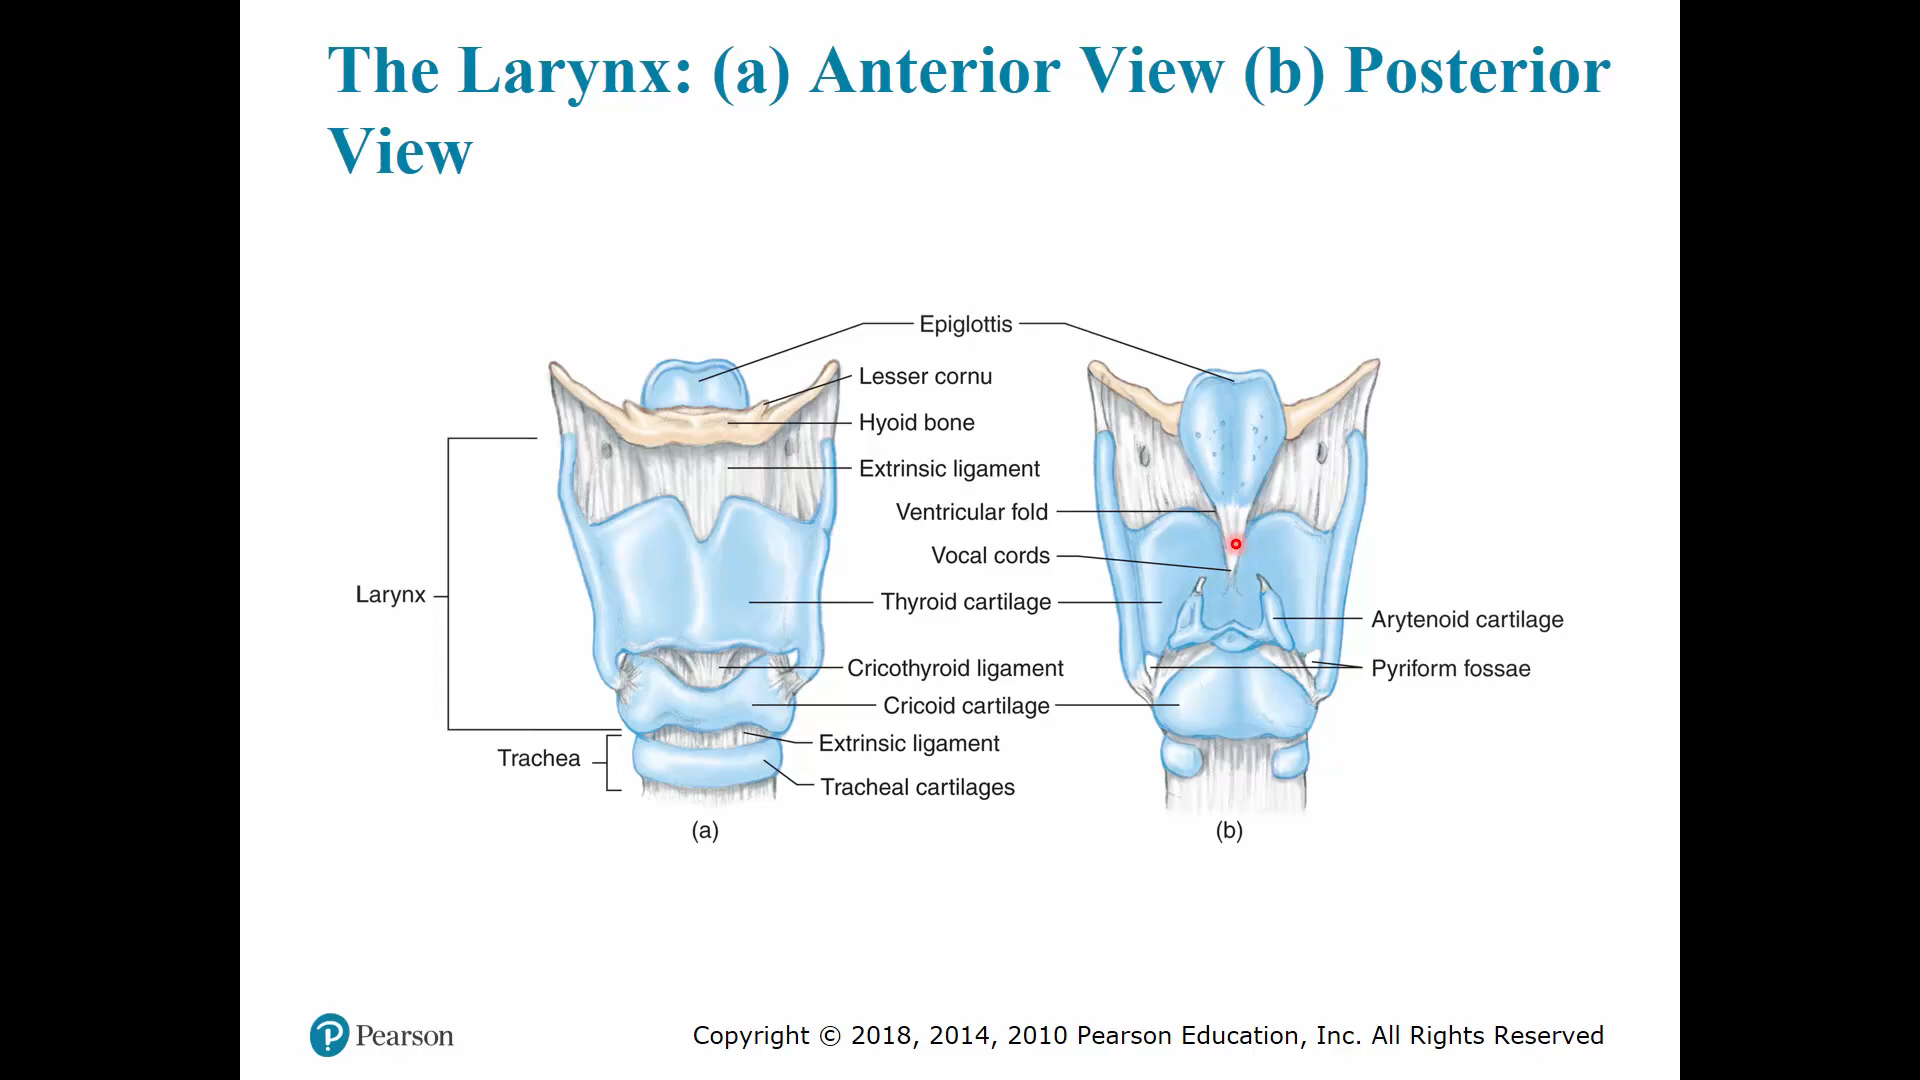 The Larynx: (a) Anterior View (b) Posterior
View
Epiglottis
Lesser cornu
Hyoid bone
Extrinsic ligament
Ventricular fold
Vocal cords
Larynx
Thyroid cartilage
Arytenoid cartilage
Cricothyroid ligament
Pyriform fossae
Cricoid cartilage
Extrinsic ligament
Trachea
Tracheal cartilages
(a)
(b)
Pearson
Copyright © 2018, 2014, 2010 Pearson Education, Inc. All Rights Reserved